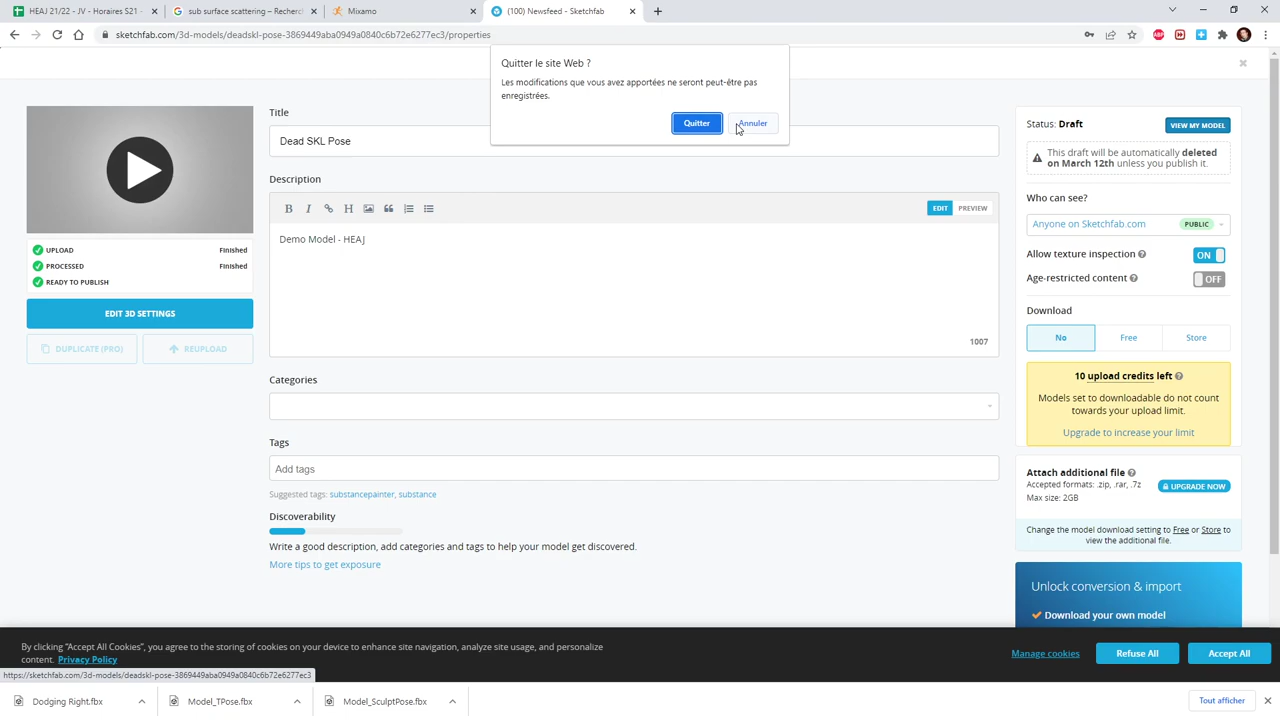 HEAJ 21/22 - JV - Horaires S21 -
sub surface scattering – Recherc
Mixamo
(100) Newsfeed - Sketchfab
sketchfab.com/3d-models/deadskl-pose-3869449aba0949a0840c6b72e6277ec3/properties
Quitter le site Web ?
Les modifications que vous avez apportées ne seront peut-être pas
enregistrées.
Quitter
Annuler
UPLOAD Finished
PROCESSED Finished
READY TO PUBLISH
EDIT 3D SETTINGS
DUPLICATE (PRO)
REUPLOAD
Title
Dead SKL Pose
Description
B I H
EDIT
PREVIEW
Demo Model - HEAJ
1007
Categories
Tags
Add tags
Suggested tags: substancepainter, substance
Discoverability
Write a good description, add categories and tags to help your model get discovered.
More tips to get exposure
Status: Draft
VIEW MY MODEL
This draft will be automatically deleted
on March 12th unless you publish it.
Who can see?
Anyone on Sketchfab.com PUBLIC
Allow texture inspection ON
Age-restricted content OFF
Download
No
Free
Store
10 upload credits left
Models set to downloadable do not count
towards your upload limit.
Upgrade to increase your limit
Attach additional file
Accepted formats: .zip, .rar, .7z
Max size: 2GB
UPGRADE NOW
Change the model download setting to Free or Store to
view the additional file.
Unlock conversion & import
Download your own model
By clicking “Accept All Cookies”, you agree to the storing of cookies on your device to enhance site navigation, analyze site usage, and personalize
content. Privacy Policy
Manage cookies
Refuse All
Accept All
https://sketchfab.com/3d-models/deadskl-pose-3869449aba0949a0840c6b72e6277ec3
Dodging Right.fbx
Model_TPose.fbx
Model_SculptPose.fbx
Tout afficher